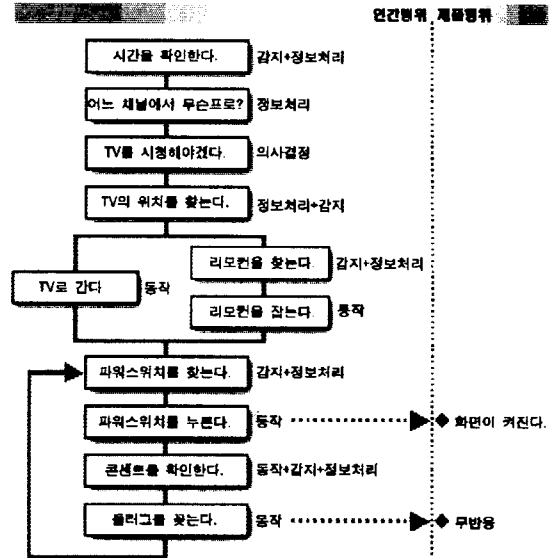 인간행위 제품행위
시간을 확인한다. 감지+정보처리
어느 채널에서 무슨프로? 정보처리
TV를 시청해야겠다. 의사결정
TV의 위치를 찾는다. 정보처리+감지
리모컨을 찾는다. 감지+정보처리
TV로 간다 동작
리모컨을 잡는다. 동작
파워스위치를 찾는다. 감지+정보처리
파워스위치를 누른다. 동작 화면이 켜진다.
콘센트를 확인한다. 동작+감지+정보처리
플러그를 꽂는다. 동작 무반응